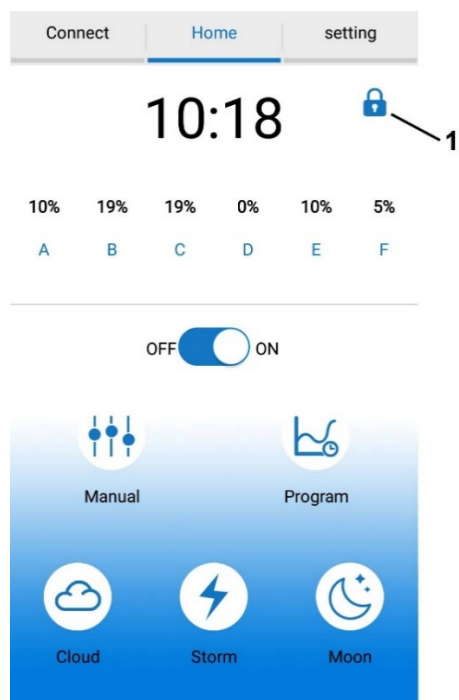 Connect Home setting
10:18
1
10% 19% 19% 0% 10% 5%
A B C D E F
OFF ON
Manual Program
Cloud Storm Moon